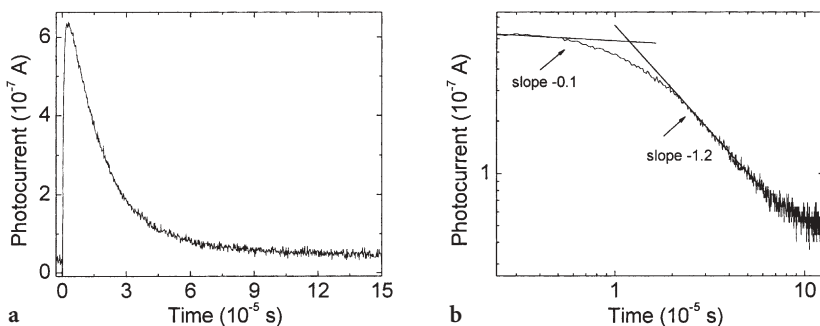 6
4
2
0
Photocurrent (10⁻⁷ A)
0 3 6 9 12 15
Time (10⁻⁵ s)
a
slope -0.1
slope -1.2
1
Photocurrent (10⁻⁷ A)
1 10
Time (10⁻⁵ s)
b